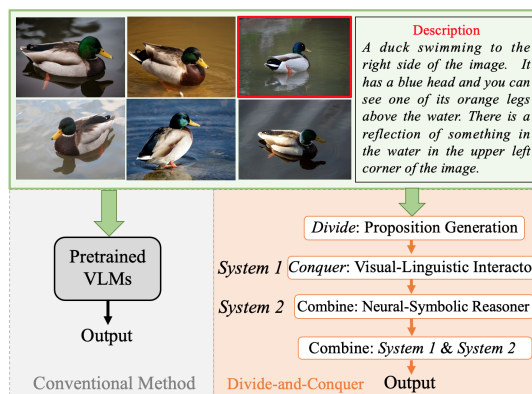 Description
A duck swimming to the
right side of the image. It
has a blue head and you can
see one of its orange legs
above the water. There is a
reflection of something in
the water in the upper left
corner of the image.
Pretrained
VLMs
Output
Conventional Method
Divide: Proposition Generation
System 1 Conquer: Visual-Linguistic Interacto
System 2 Combine: Neural-Symbolic Reasoner
Combine: System 1 & System 2
Divide-and-Conquer Output